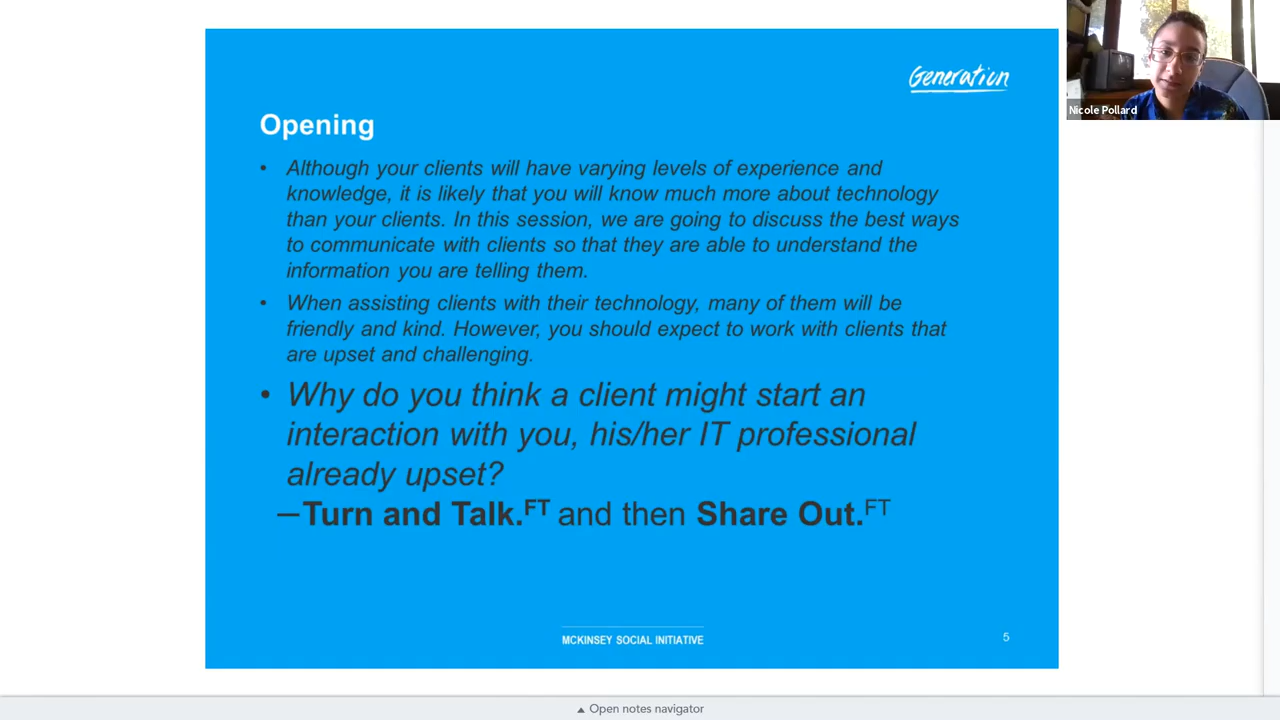 Generation
Nicole Pollard
Opening
• Although your clients will have varying levels of experience and
knowledge, it is likely that you will know much more about technology
than your clients. In this session, we are going to discuss the best ways
to communicate with clients so that they are able to understand the
information you are telling them.
• When assisting clients with their technology, many of them will be
friendly and kind. However, you should expect to work with clients that
are upset and challenging.
• Why do you think a client might start an
interaction with you, his/her IT professional
already upset?
—Turn and Talk.FT and then Share Out.FT
MCKINSEY SOCIAL INITIATIVE
5
▲ Open notes navigator